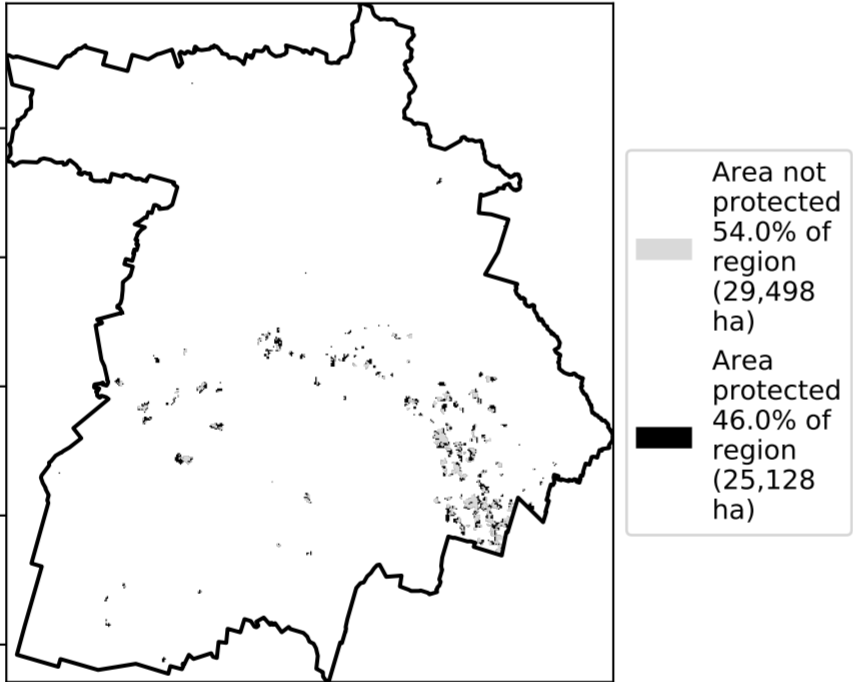 Area not
protected
54.0% of
region
(29,498
ha)
Area
protected
46.0% of
region
(25,128
ha)